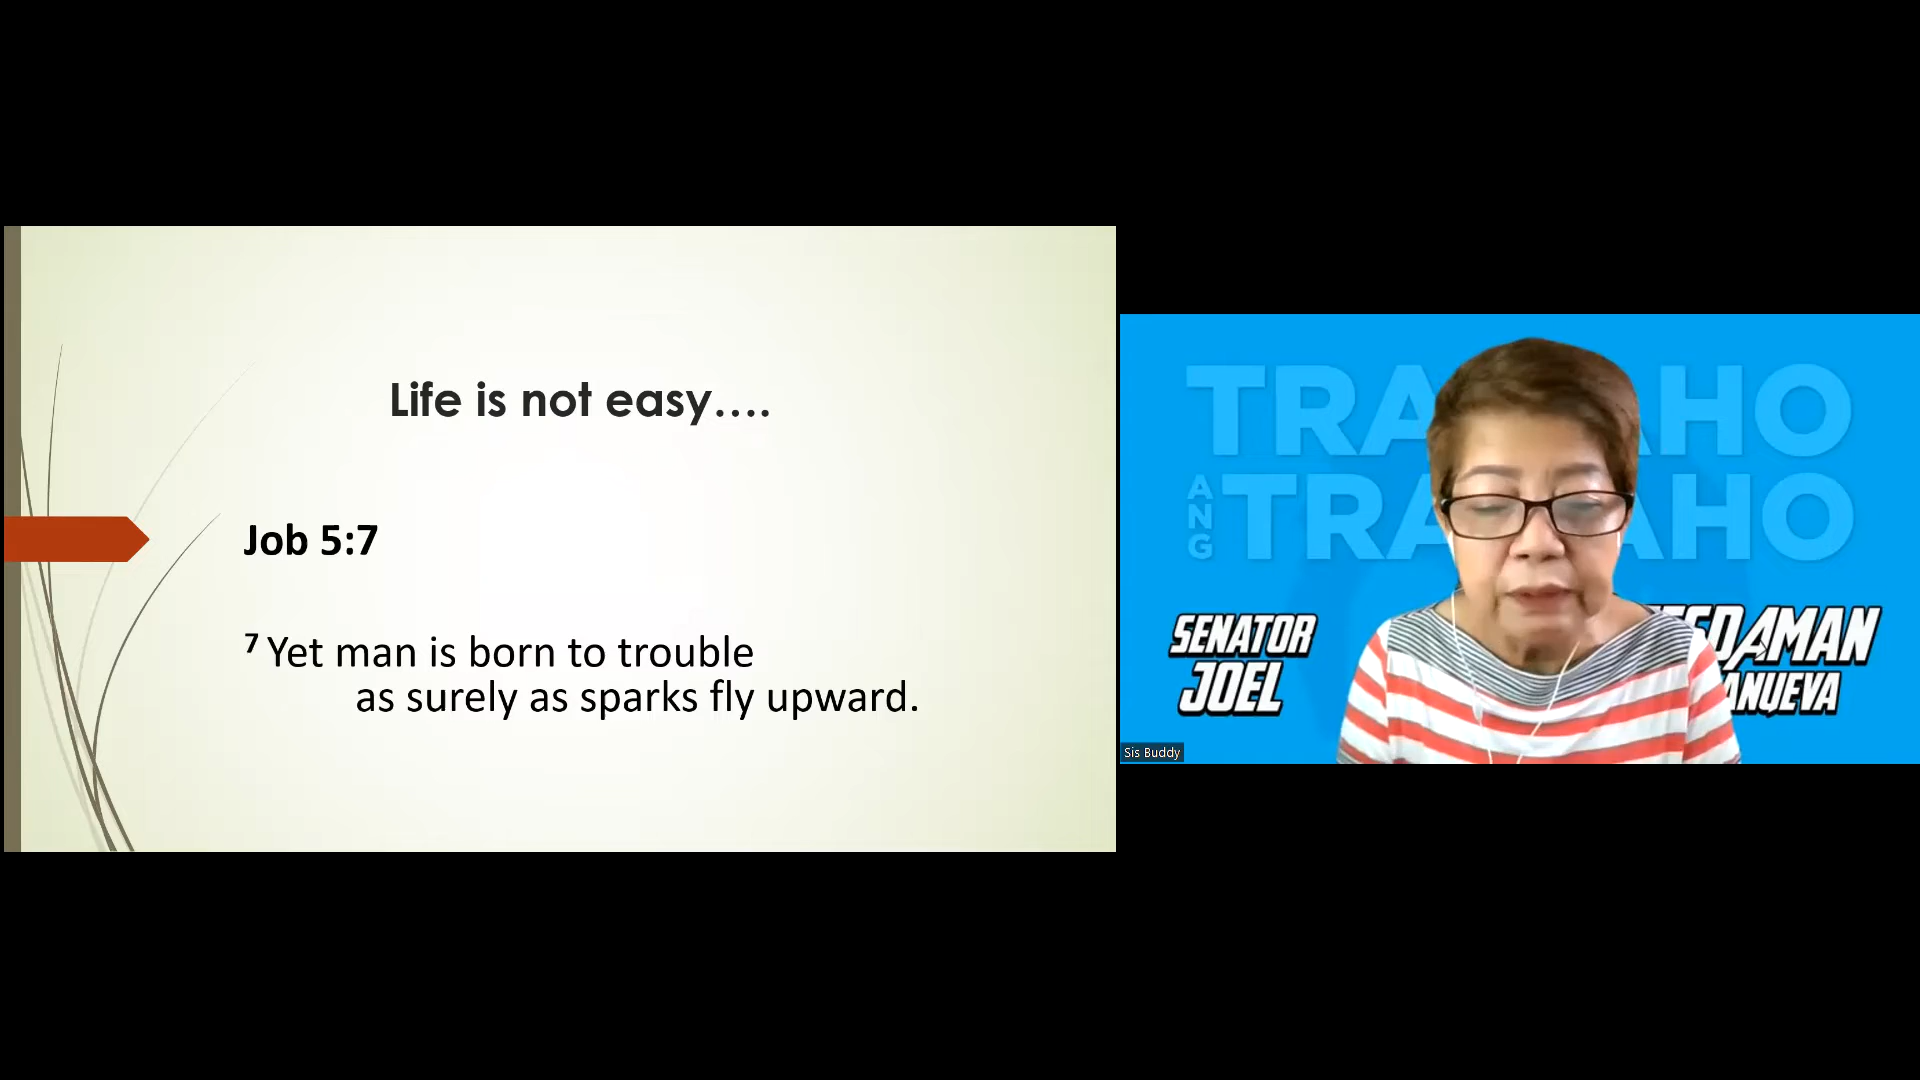 Life is not easy....
Job 5:7
7 Yet man is born to trouble
as surely as sparks fly upward.
ANG
SENATOR
JOEL
Sis Buddy